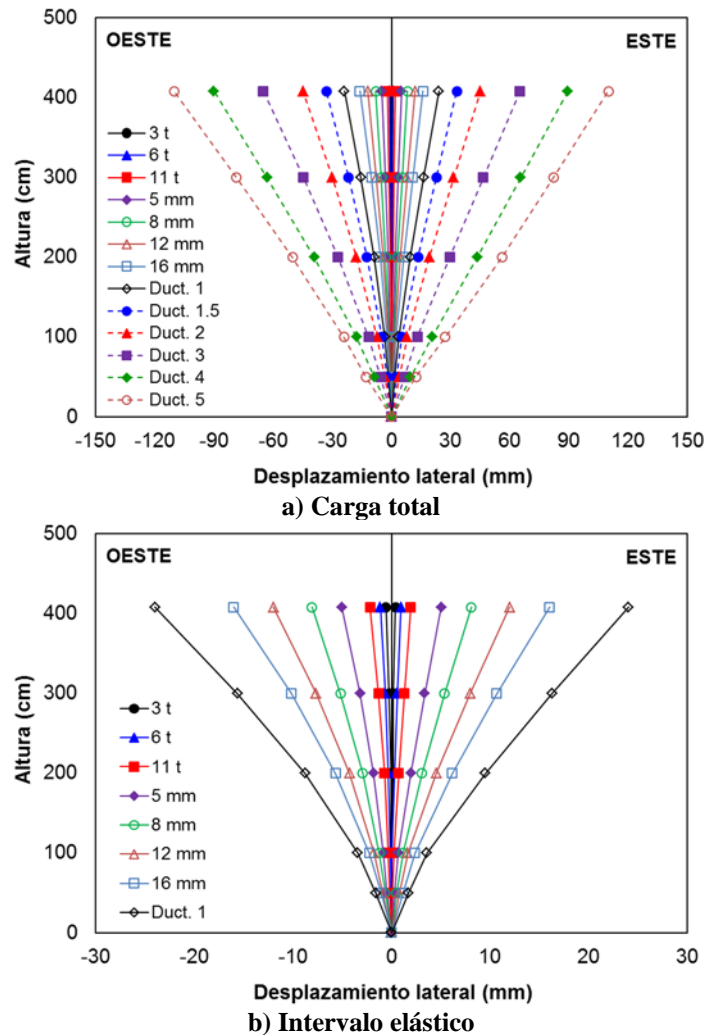 500
OESTE
ESTE
400
3 t
6 t
300
11 t
5 mm
8 mm
Altura (cm)
12 mm
200
16 mm
Duct. 1
Duct. 1.5
100
Duct. 2
Duct. 3
Duct. 4
Duct. 5
0
-150 -120 -90 -60 -30 0 30 60 90 120 150
Desplazamiento lateral (mm)
a) Carga total
500
OESTE
ESTE
400
300
3 t
6 t
Altura (cm)
11 t
200
5 mm
8 mm
12 mm
100
16 mm
Duct. 1
0
-30 -20 -10 0 10 20 30
Desplazamiento lateral (mm)
b) Intervalo elástico